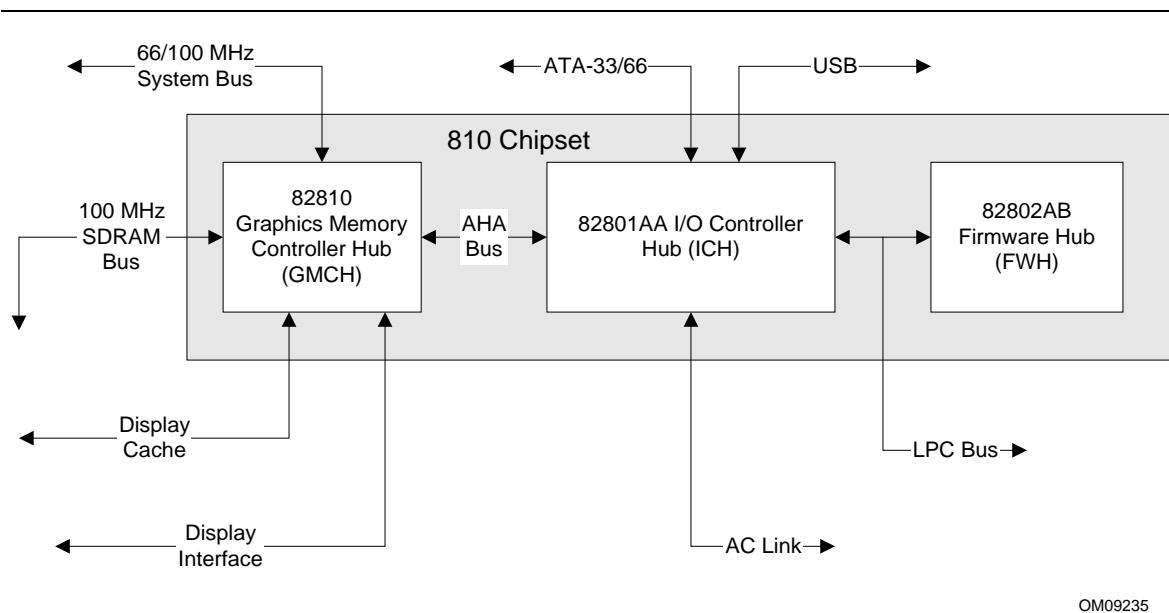 66/100 MHz
System Bus
ATA-33/66
USB
810 Chipset
100 MHz
SDRAM
Bus
82810
Graphics Memory
Controller Hub
(GMCH)
AHA
Bus
82801AA I/O Controller
Hub (ICH)
82802AB
Firmware Hub
(FWH)
Display
Cache
LPC Bus
Display
Interface
AC Link
OM09235